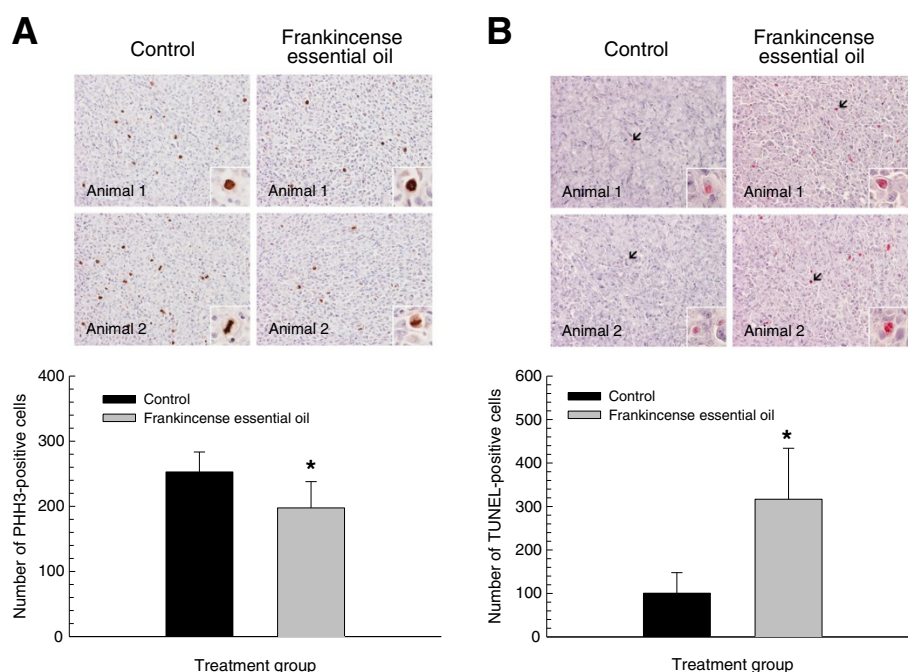 A
Control
Frankincense
essential oil
Animal 1
Animal 1
Animal 2
Animal 2
400
300
200
100
0
Number of PHH3-positive cells
Control
Frankincense essential oil
*
Treatment group
B
Control
Frankincense
essential oil
Animal 1
Animal 1
Animal 2
Animal 2
600
500
400
300
200
100
0
Number of TUNEL-positive cells
Control
Frankincense essential oil
*
Treatment group